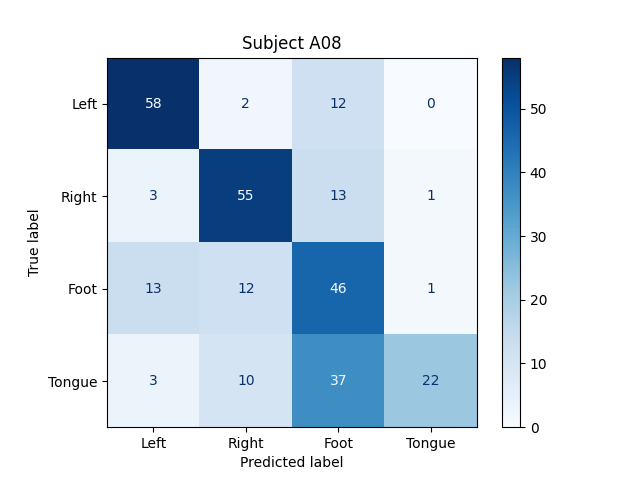 Subject A08
True label
Left 58 2 12 0
Right 3 55 13 1
Foot 13 12 46 1
Tongue 3 10 37 22
Left Right Foot Tongue
Predicted label
50
40
30
20
10
0